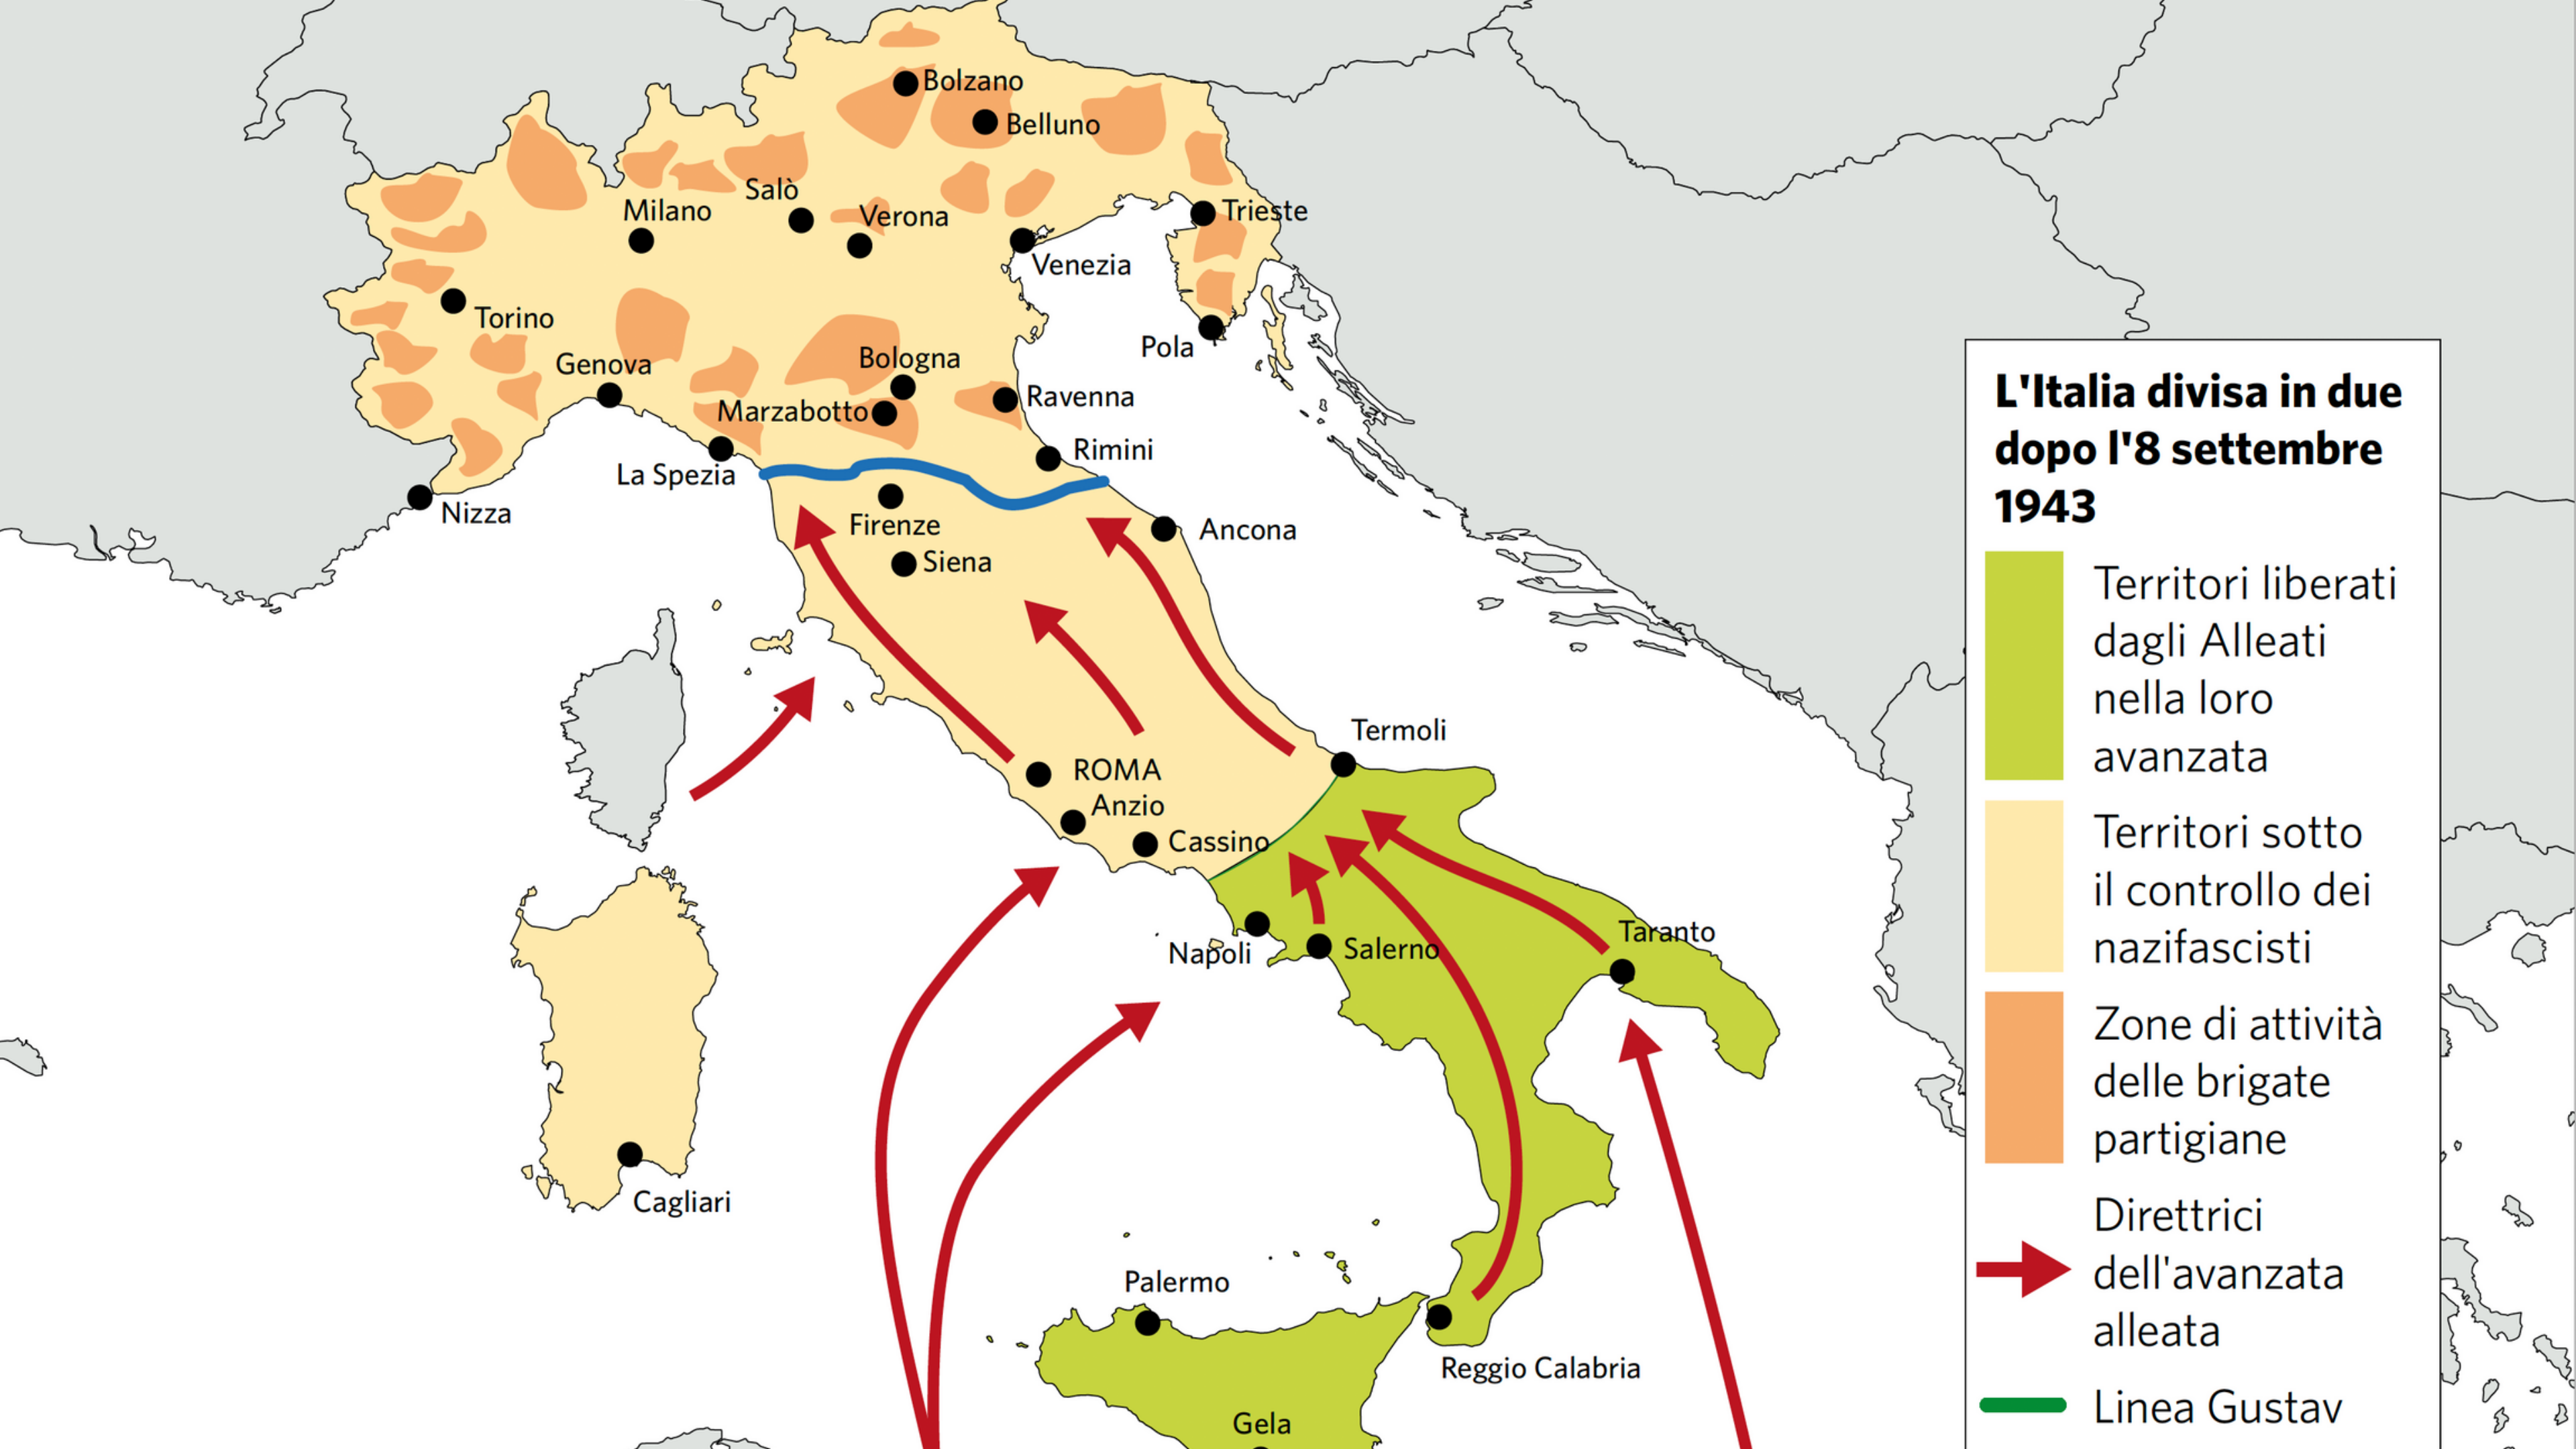 Bolzano
Belluno
Salò
Milano
Verona
Trieste
Venezia
Torino
Pola
Genova
Bologna
Marzabotto
Ravenna
Rimini
La Spezia
Nizza
Firenze
Ancona
Siena
Termoli
ROMA
Anzio
Cassino
Taranto
Napoli
Salerno
Cagliari
Palermo
Reggio Calabria
Gela
L'Italia divisa in due
dopo l'8 settembre
1943
Territori liberati
dagli Alleati
nella loro
avanzata
Territori sotto
il controllo dei
nazifascisti
Zone di attività
delle brigate
partigiane
Direttrici
dell'avanzata
alleata
Linea Gustav